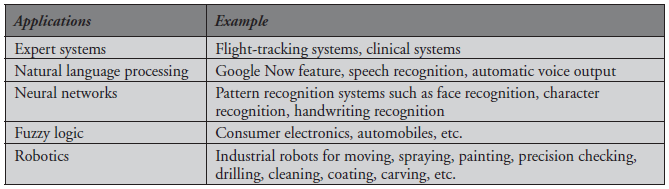 Applications Example
Expert systems Flight-tracking systems, clinical systems
Natural language processing Google Now feature, speech recognition, automatic voice output
Neural networks Pattern recognition systems such as face recognition, character
recognition, handwriting recognition
Fuzzy logic Consumer electronics, automobiles, etc.
Robotics Industrial robots for moving, spraying, painting, precision checking,
drilling, cleaning, coating, carving, etc.